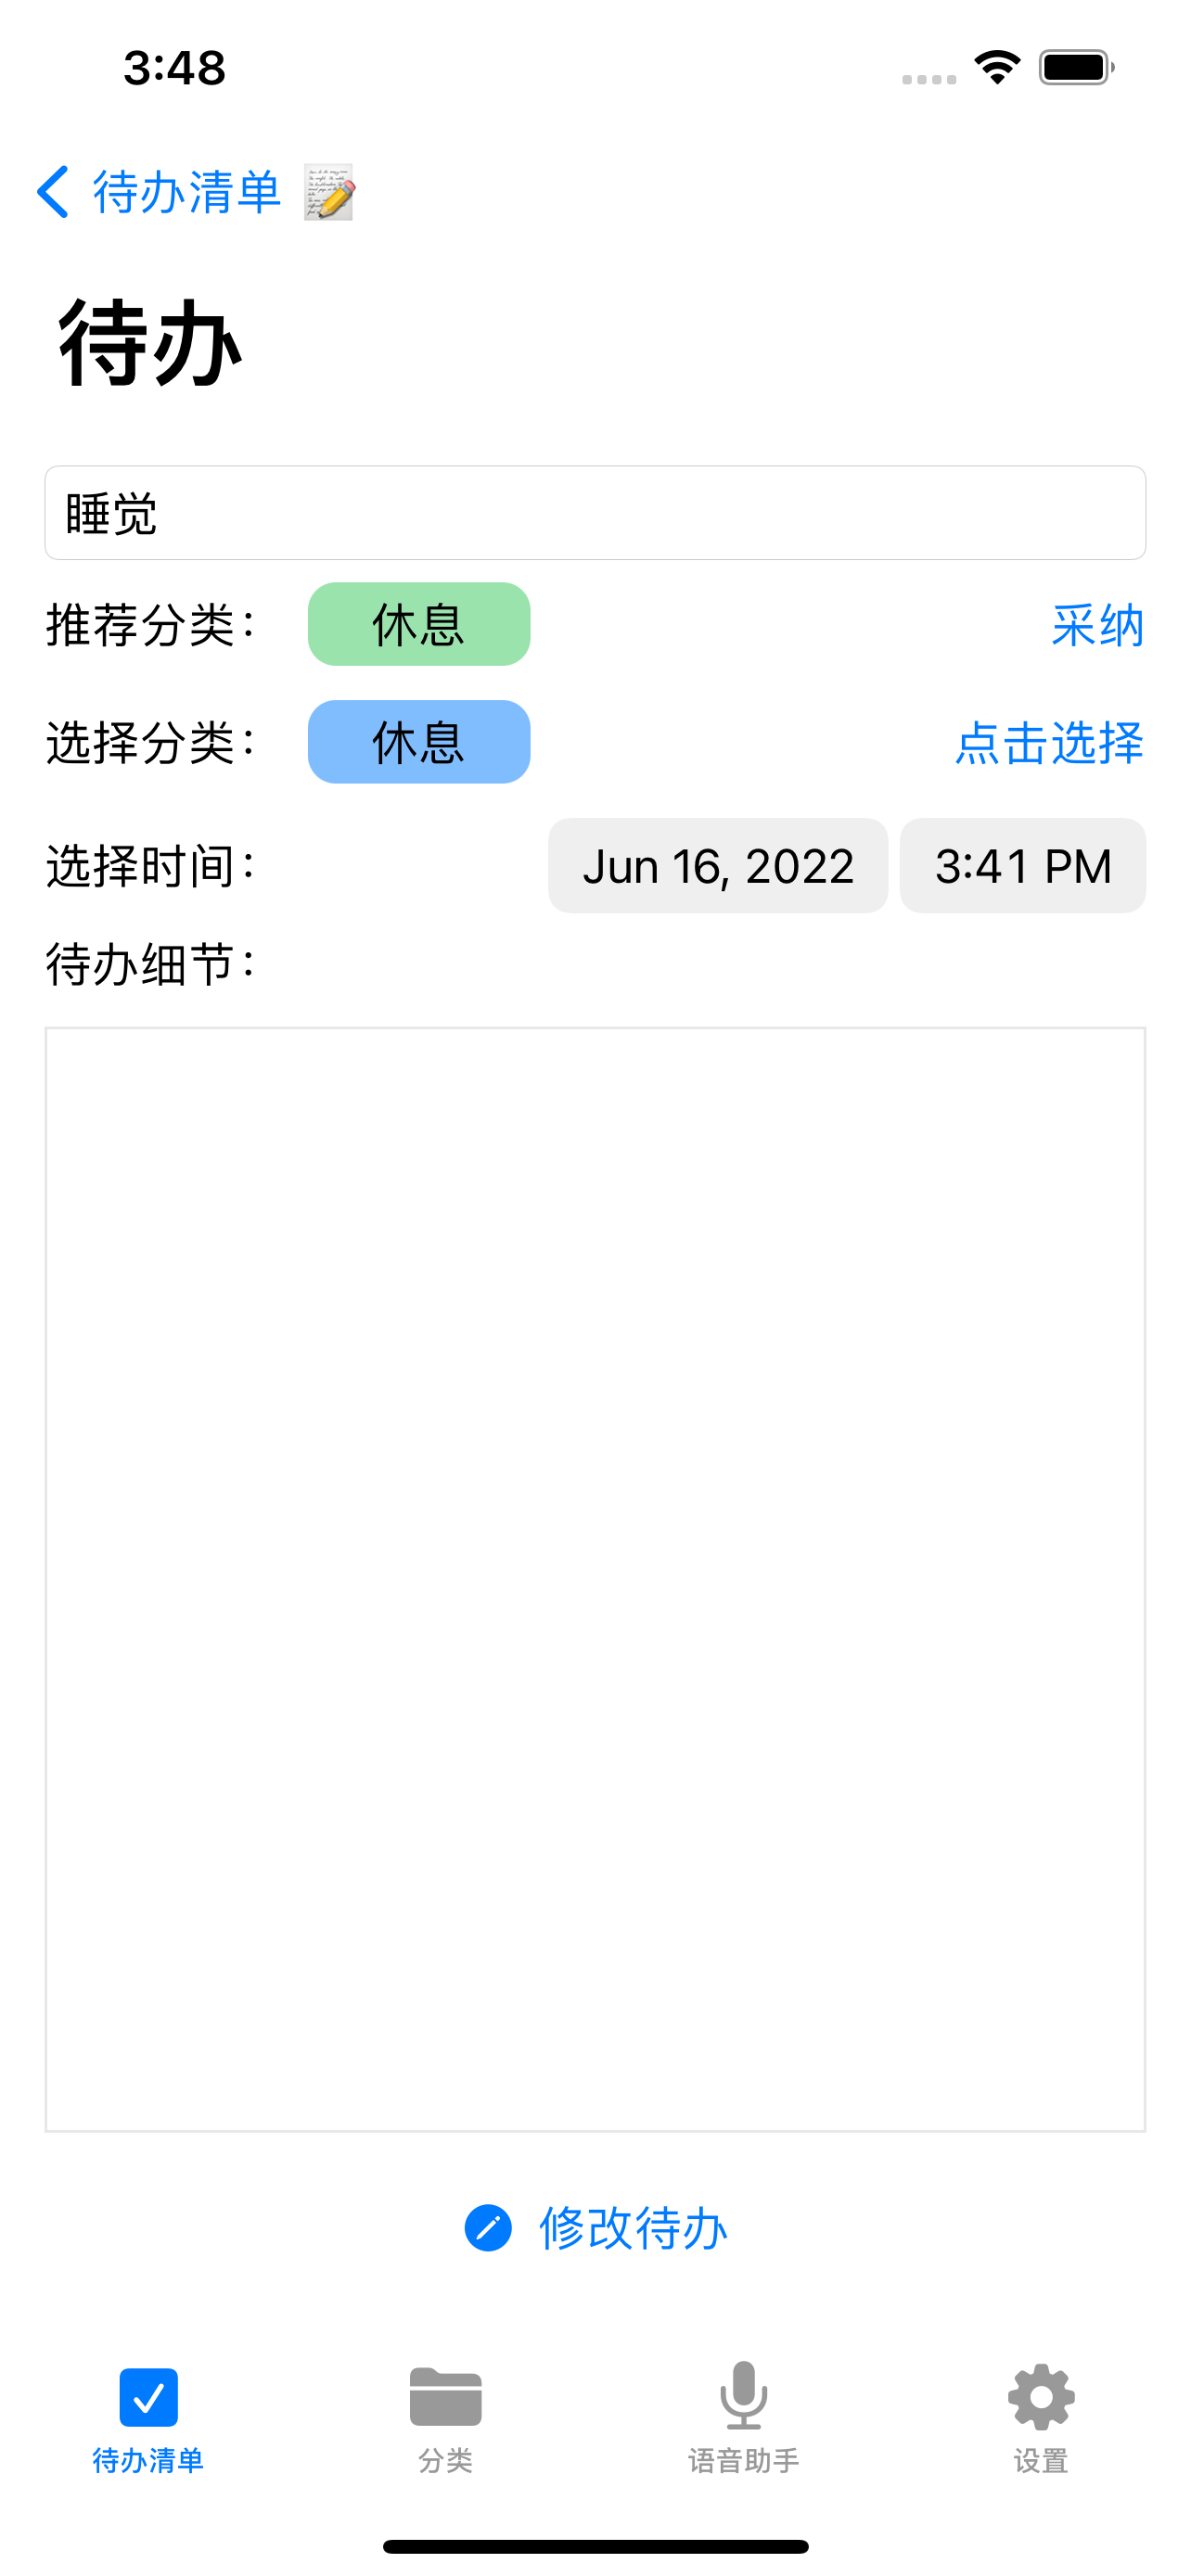 3:48
待办清单
待办
睡觉
推荐分类： 休息 采纳
选择分类： 休息 点击选择
选择时间： Jun 16, 2022 3:41 PM
待办细节：
修改待办
待办清单 分类 语音助手 设置